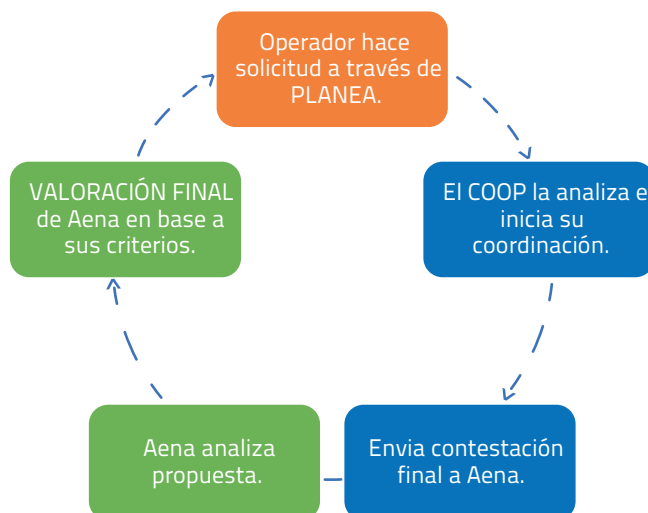 Operador hace
solicitud a través de
PLANEA.
El COOP la analiza e
inicia su
coordinación.
Envia contestación
final a Aena.
Aena analiza
propuesta.
VALORACIÓN FINAL
de Aena en base a
sus criterios.